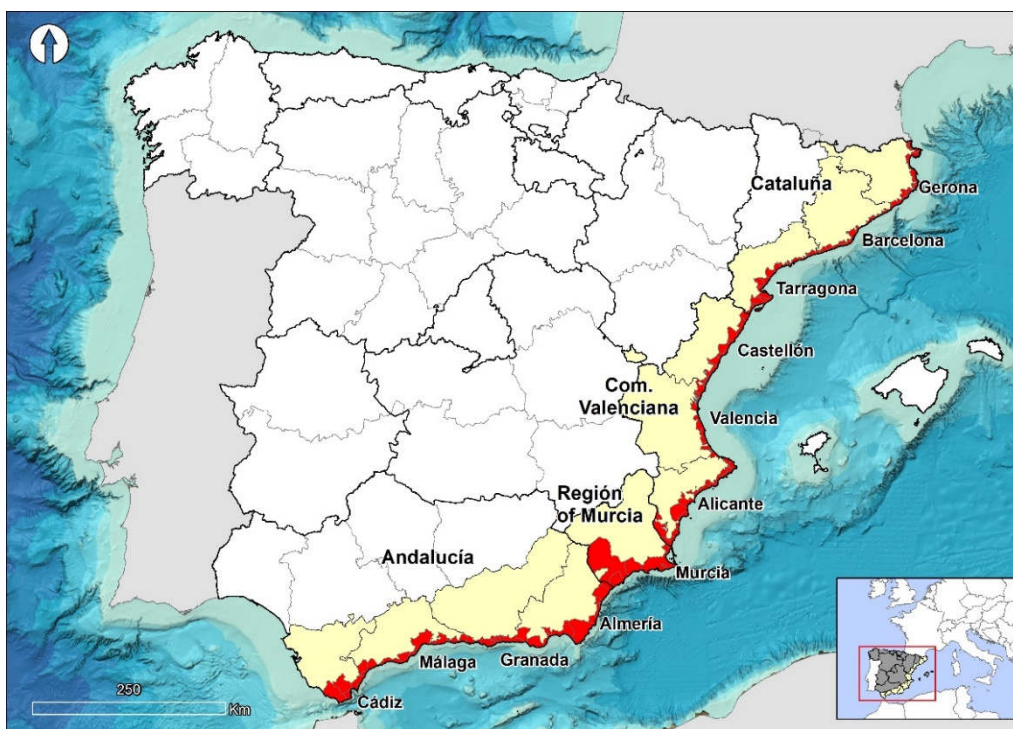 Cataluña
Gerona
Barcelona
Tarragona
Castellón
Com.
Valenciana
Valencia
Región
of Murcia
Alicante
Andalucía
Murcia
Almería
Málaga
Granada
Cádiz
250
Km